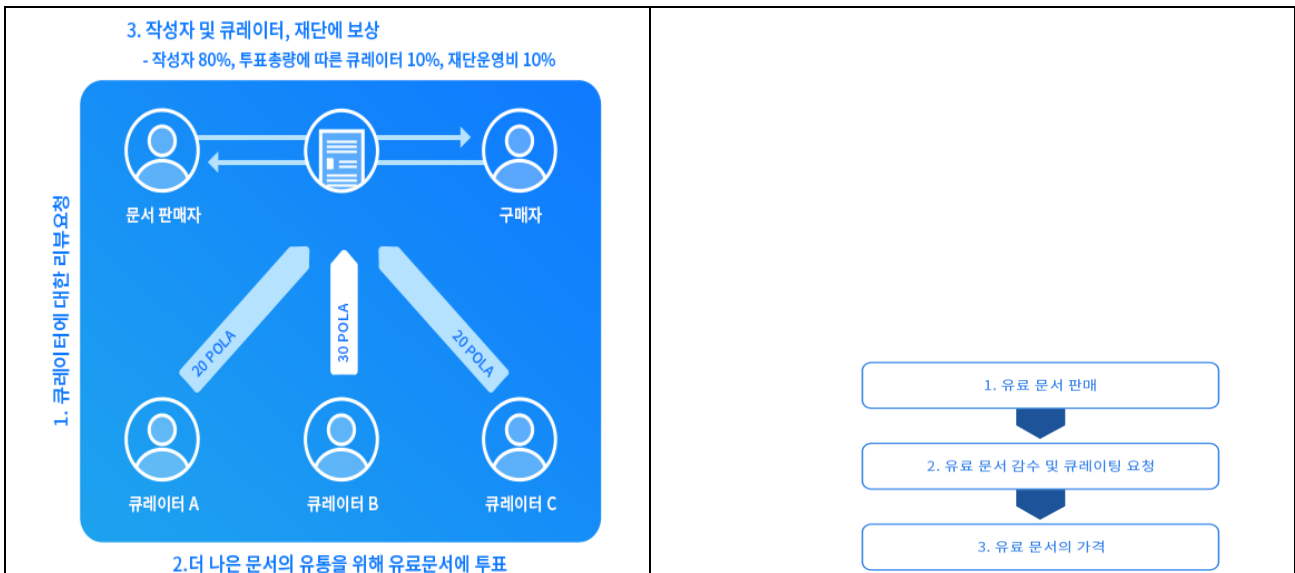 3. 작성자 및 큐레이터, 재단에 보상
- 작성자 80%, 투표총량에 따른 큐레이터 10%, 재단운영비 10%
문서 판매자
구매자
1. 큐레이터에 대한 리뷰요청
20 POLA
30 POLA
20 POLA
큐레이터 A
큐레이터 B
큐레이터 C
2.더 나은 문서의 유통을 위해 유료문서에 투표
1. 유료 문서 판매
2. 유료 문서 감수 및 큐레이팅 요청
3. 유료 문서의 가격